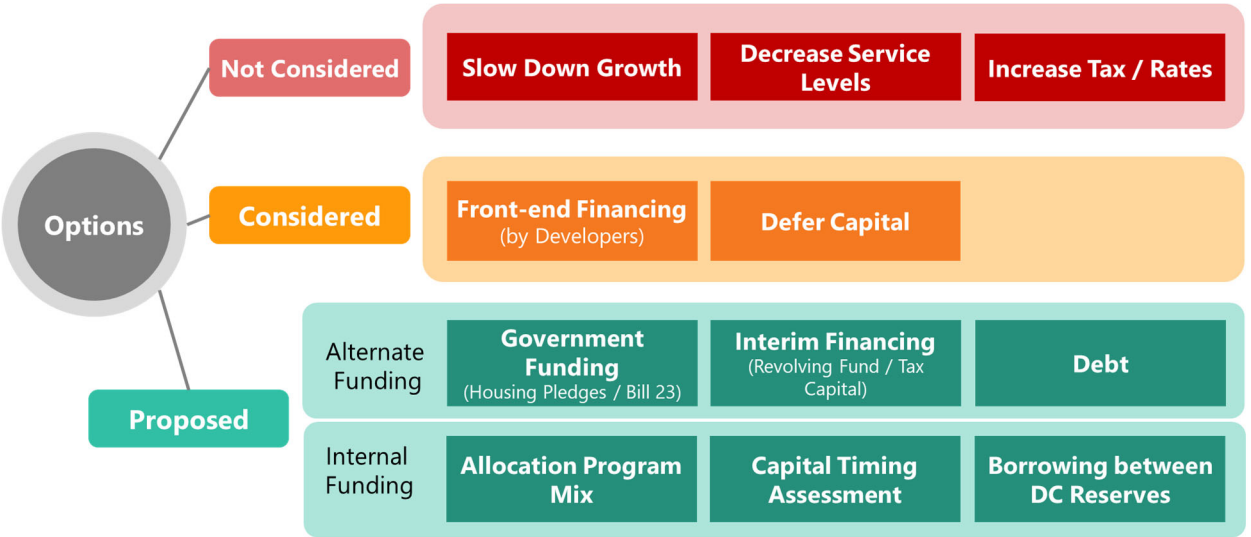 Options
Not Considered
Slow Down Growth
Decrease Service
Levels
Increase Tax / Rates
Considered
Front-end Financing
(by Developers)
Defer Capital
Proposed
Alternate
Funding
Government
Funding
(Housing Pledges / Bill 23)
Interim Financing
(Revolving Fund / Tax
Capital)
Debt
Internal
Funding
Allocation Program
Mix
Capital Timing
Assessment
Borrowing between
DC Reserves